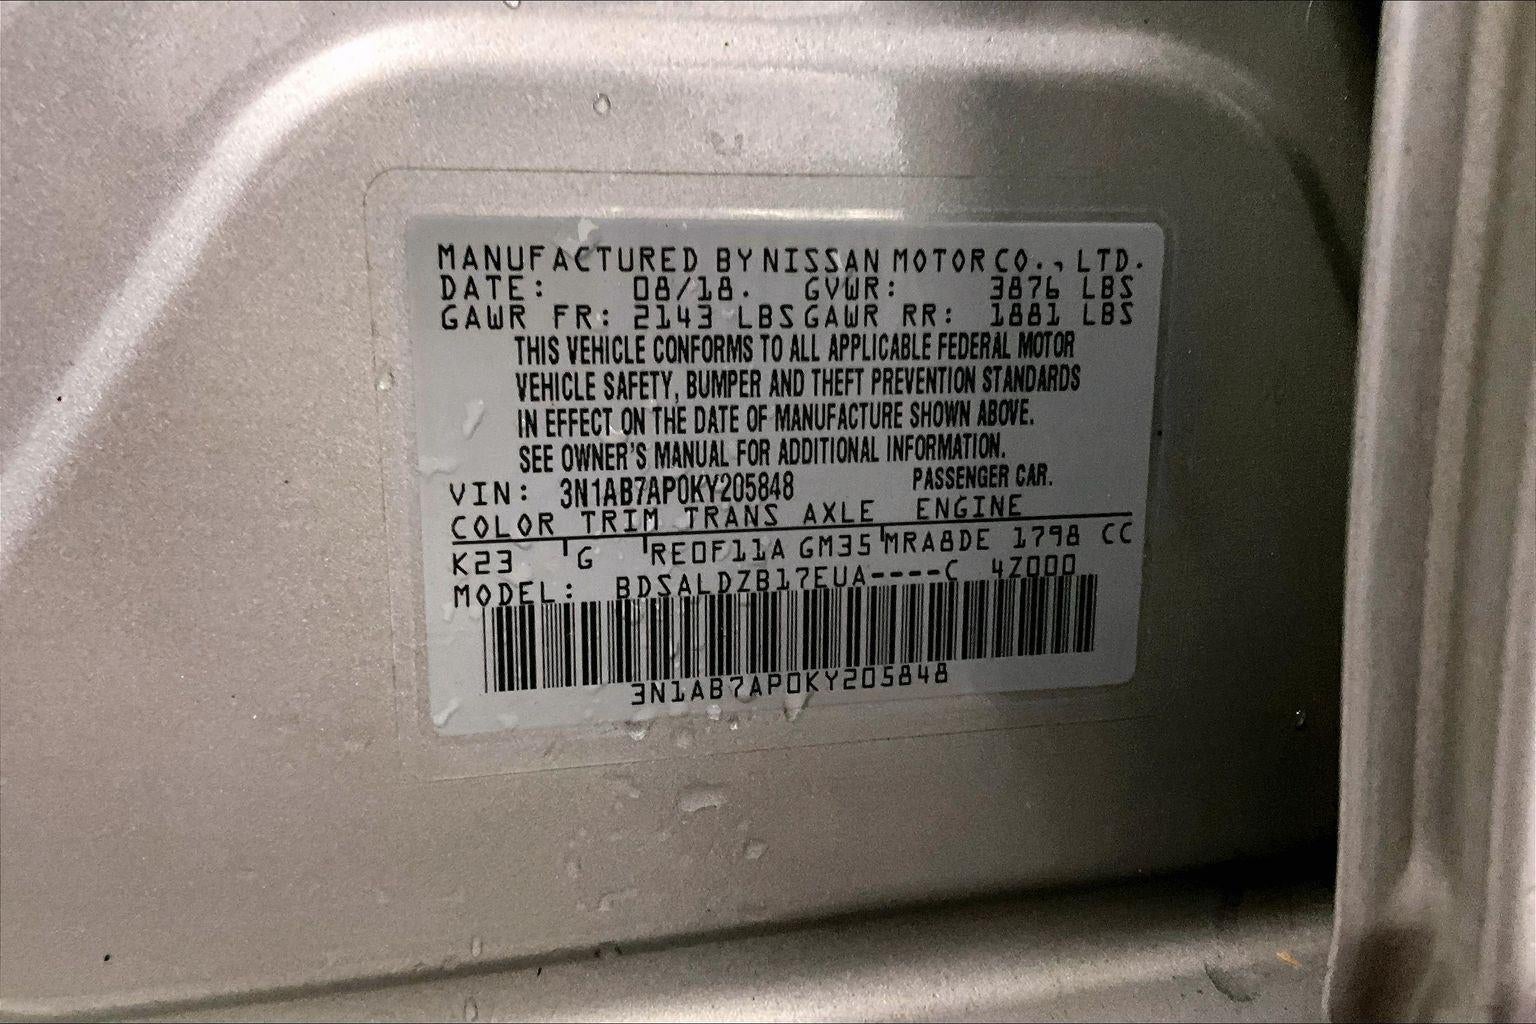 MANUFACTURED BY NISSAN MOTOR CO., LTD.
DATE: 08/18. GVWR: 3876 LBS
GAWR FR: 2143 LBS GAWR RR: 1881 LBS
THIS VEHICLE CONFORMS TO ALL APPLICABLE FEDERAL MOTOR
VEHICLE SAFETY, BUMPER AND THEFT PREVENTION STANDARDS
IN EFFECT ON THE DATE OF MANUFACTURE SHOWN ABOVE.
SEE OWNER'S MANUAL FOR ADDITIONAL INFORMATION.
VIN: 3N1AB7AP0KY205848 PASSENGER CAR.
COLOR TRIM TRANS AXLE ENGINE
K23 G RE0F11A GM35 MRA8DE 1798 CC
MODEL: BDSALDZB17EUA----C 4Z000
3N1AB7AP0KY205848